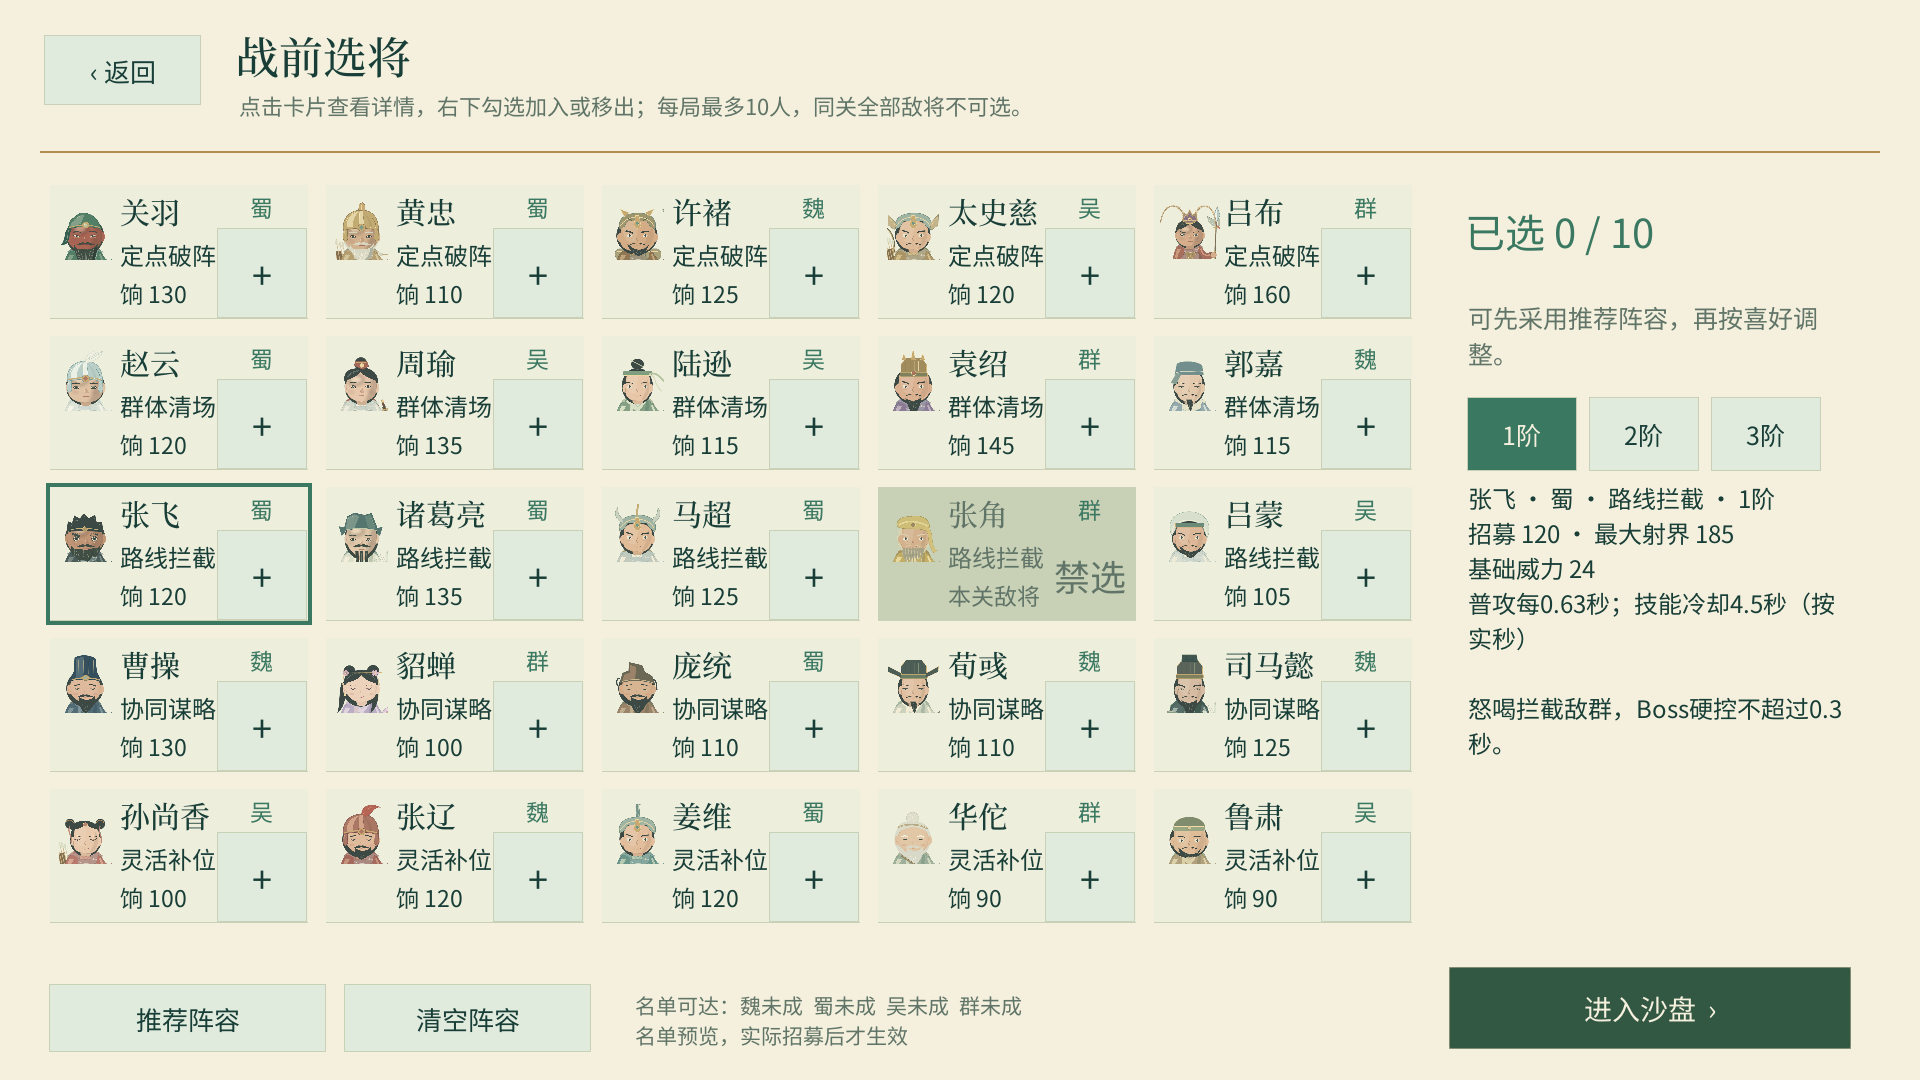 ‹ 返回
战前选将
点击卡片查看详情，右下勾选加入或移出；每局最多10人，同关全部敌将不可选。
关羽 蜀
定点破阵
饷 130
+
黄忠 蜀
定点破阵
饷 110
+
许褚 魏
定点破阵
饷 125
+
太史慈 吴
定点破阵
饷 120
+
吕布 群
定点破阵
饷 160
+
赵云 蜀
群体清场
饷 120
+
周瑜 吴
群体清场
饷 135
+
陆逊 吴
群体清场
饷 115
+
袁绍 群
群体清场
饷 145
+
郭嘉 魏
群体清场
饷 115
+
张飞 蜀
路线拦截
饷 120
+
诸葛亮 蜀
路线拦截
饷 135
+
马超 蜀
路线拦截
饷 125
+
张角 群
路线拦截
本关敌将
禁选
吕蒙 吴
路线拦截
饷 105
+
曹操 魏
协同谋略
饷 130
+
貂蝉 群
协同谋略
饷 100
+
庞统 蜀
协同谋略
饷 110
+
荀彧 魏
协同谋略
饷 110
+
司马懿 魏
协同谋略
饷 125
+
孙尚香 吴
灵活补位
饷 100
+
张辽 魏
灵活补位
饷 120
+
姜维 蜀
灵活补位
饷 120
+
华佗 群
灵活补位
饷 90
+
鲁肃 吴
灵活补位
饷 90
+
已选 0 / 10
可先采用推荐阵容，再按喜好调
整。
1阶 2阶 3阶
张飞 · 蜀 · 路线拦截 · 1阶
招募 120 · 最大射界 185
基础威力 24
普攻每0.63秒；技能冷却4.5秒（按
实秒）
怒喝拦截敌群，Boss硬控不超过0.3
秒。
推荐阵容
清空阵容
名单可达：魏未成 蜀未成 吴未成 群未成
名单预览，实际招募后才生效
进入沙盘 ›